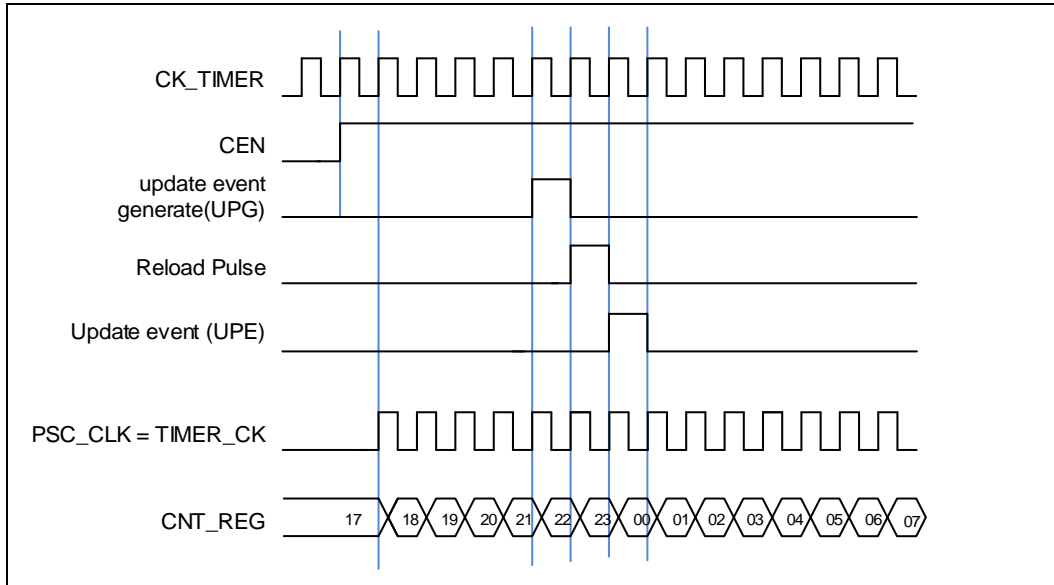 CK_TIMER
CEN
update event
generate(UPG)
Reload Pulse
Update event (UPE)
PSC_CLK = TIMER_CK
CNT_REG 17 18 19 20 21 22 23 00 01 02 03 04 05 06 07